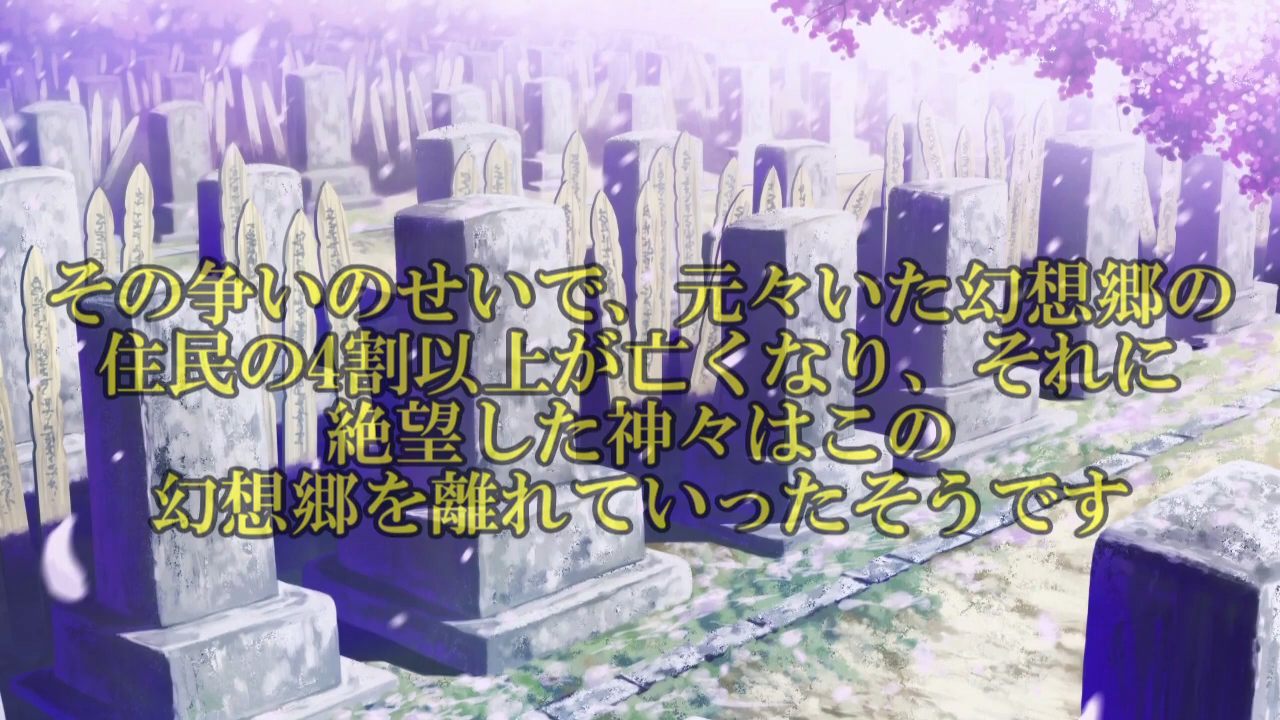 その争いのせいで、元々いた幻想郷の
住民の4割以上が亡くなり、それに
絶望した神々はこの
幻想郷を離れていったそうです